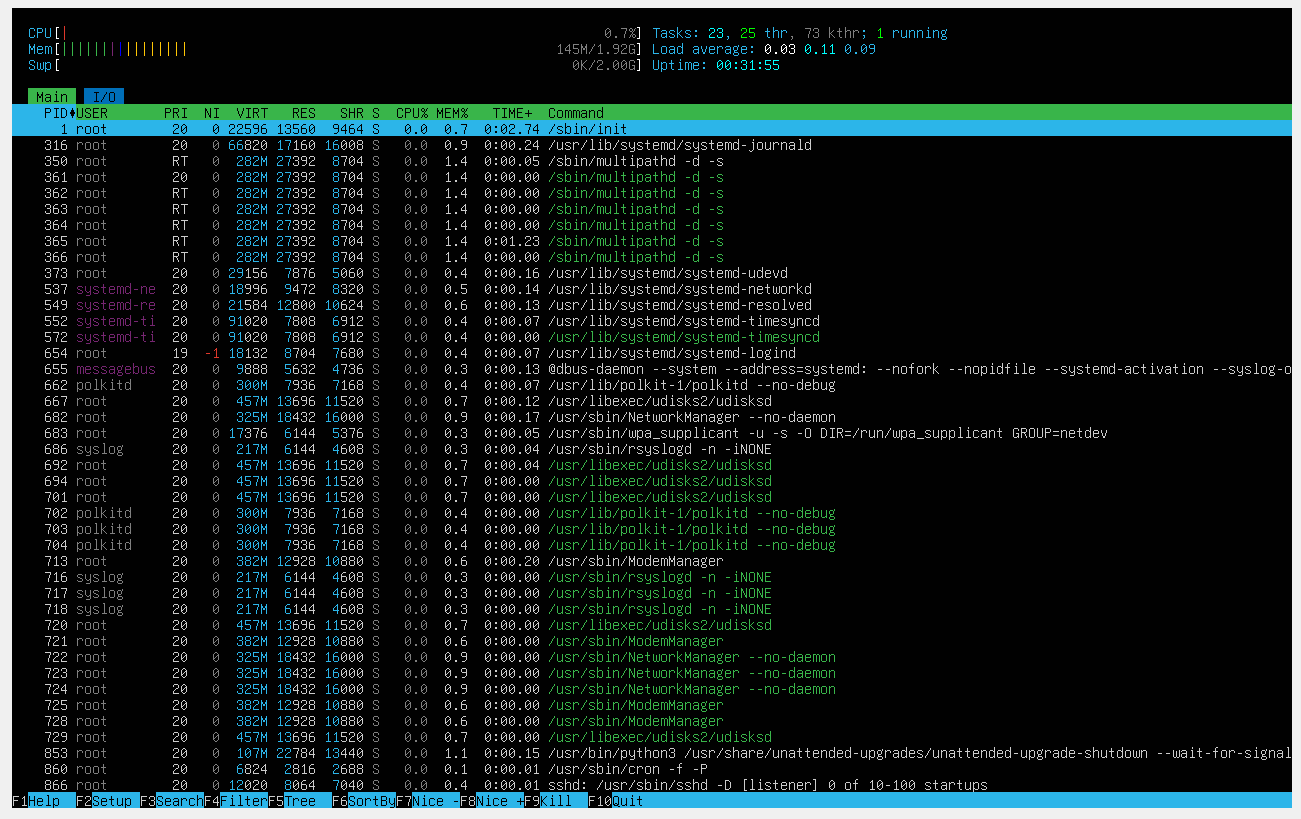 CPU[| 0.7%] Tasks: 23, 25 thr, 73 kthr; 1 running
Mem[|||||||||||||||| 145M/1.92G] Load average: 0.03 0.11 0.09
Swp[ 0K/2.00G] Uptime: 00:31:55
Main I/O
PID♦USER PRI NI VIRT RES SHR S CPU% MEM% TIME+ Command
1 root 20 0 22596 13560 9464 S 0.0 0.7 0:02.74 /sbin/init
316 root 20 0 66820 17160 16008 S 0.0 0.9 0:00.24 /usr/lib/systemd/systemd-journald
350 root RT 0 282M 27392 8704 S 0.0 1.4 0:00.05 /sbin/multipathd -d -s
361 root 20 0 282M 27392 8704 S 0.0 1.4 0:00.00 /sbin/multipathd -d -s
362 root RT 0 282M 27392 8704 S 0.0 1.4 0:00.00 /sbin/multipathd -d -s
363 root RT 0 282M 27392 8704 S 0.0 1.4 0:00.00 /sbin/multipathd -d -s
364 root RT 0 282M 27392 8704 S 0.0 1.4 0:00.00 /sbin/multipathd -d -s
365 root RT 0 282M 27392 8704 S 0.0 1.4 0:01.23 /sbin/multipathd -d -s
366 root RT 0 282M 27392 8704 S 0.0 1.4 0:00.00 /sbin/multipathd -d -s
373 root 20 0 29156 7876 5060 S 0.0 0.4 0:00.16 /usr/lib/systemd/systemd-udevd
537 systemd-ne 20 0 18996 9472 8320 S 0.0 0.5 0:00.14 /usr/lib/systemd/systemd-networkd
549 systemd-re 20 0 21584 12800 10624 S 0.0 0.6 0:00.13 /usr/lib/systemd/systemd-resolved
552 systemd-ti 20 0 91020 7808 6912 S 0.0 0.4 0:00.07 /usr/lib/systemd/systemd-timesyncd
572 systemd-ti 20 0 91020 7808 6912 S 0.0 0.4 0:00.00 /usr/lib/systemd/systemd-timesyncd
654 root 19 -1 18132 8704 7680 S 0.0 0.4 0:00.07 /usr/lib/systemd/systemd-logind
655 messagebus 20 0 9888 5632 4736 S 0.0 0.3 0:00.13 @dbus-daemon --system --address=systemd: --nofork --nopidfile --systemd-activation --syslog-o
662 polkitd 20 0 300M 7936 7168 S 0.0 0.4 0:00.07 /usr/lib/polkit-1/polkitd --no-debug
667 root 20 0 457M 13696 11520 S 0.0 0.7 0:00.12 /usr/libexec/udisks2/udisksd
682 root 20 0 325M 18432 16000 S 0.0 0.9 0:00.17 /usr/sbin/NetworkManager --no-daemon
683 root 20 0 17376 6144 5376 S 0.0 0.3 0:00.05 /usr/sbin/wpa_supplicant -u -s -O DIR=/run/wpa_supplicant GROUP=netdev
686 syslog 20 0 217M 6144 4608 S 0.0 0.3 0:00.04 /usr/sbin/rsyslogd -n -iNONE
692 root 20 0 457M 13696 11520 S 0.0 0.7 0:00.04 /usr/libexec/udisks2/udisksd
694 root 20 0 457M 13696 11520 S 0.0 0.7 0:00.00 /usr/libexec/udisks2/udisksd
701 root 20 0 457M 13696 11520 S 0.0 0.7 0:00.00 /usr/libexec/udisks2/udisksd
702 polkitd 20 0 300M 7936 7168 S 0.0 0.4 0:00.00 /usr/lib/polkit-1/polkitd --no-debug
703 polkitd 20 0 300M 7936 7168 S 0.0 0.4 0:00.00 /usr/lib/polkit-1/polkitd --no-debug
704 polkitd 20 0 300M 7936 7168 S 0.0 0.4 0:00.00 /usr/lib/polkit-1/polkitd --no-debug
713 root 20 0 382M 12928 10880 S 0.0 0.6 0:00.20 /usr/sbin/ModemManager
716 syslog 20 0 217M 6144 4608 S 0.0 0.3 0:00.00 /usr/sbin/rsyslogd -n -iNONE
717 syslog 20 0 217M 6144 4608 S 0.0 0.3 0:00.00 /usr/sbin/rsyslogd -n -iNONE
718 syslog 20 0 217M 6144 4608 S 0.0 0.3 0:00.00 /usr/sbin/rsyslogd -n -iNONE
720 root 20 0 457M 13696 11520 S 0.0 0.7 0:00.00 /usr/libexec/udisks2/udisksd
721 root 20 0 382M 12928 10880 S 0.0 0.6 0:00.00 /usr/sbin/ModemManager
722 root 20 0 325M 18432 16000 S 0.0 0.9 0:00.00 /usr/sbin/NetworkManager --no-daemon
723 root 20 0 325M 18432 16000 S 0.0 0.9 0:00.00 /usr/sbin/NetworkManager --no-daemon
724 root 20 0 325M 18432 16000 S 0.0 0.9 0:00.00 /usr/sbin/NetworkManager --no-daemon
725 root 20 0 382M 12928 10880 S 0.0 0.6 0:00.00 /usr/sbin/ModemManager
728 root 20 0 382M 12928 10880 S 0.0 0.6 0:00.00 /usr/sbin/ModemManager
729 root 20 0 457M 13696 11520 S 0.0 0.7 0:00.00 /usr/libexec/udisks2/udisksd
853 root 20 0 107M 22784 13440 S 0.0 1.1 0:00.15 /usr/bin/python3 /usr/share/unattended-upgrades/unattended-upgrade-shutdown --wait-for-signal
860 root 20 0 6824 2816 2688 S 0.0 0.1 0:00.01 /usr/sbin/cron -f -P
866 root 20 0 12020 8064 7040 S 0.0 0.4 0:00.01 sshd: /usr/sbin/sshd -D [listener] 0 of 10-100 startups
F1Help F2Setup F3SearchF4FilterF5Tree F6SortByF7Nice -F8Nice +F9Kill F10Quit